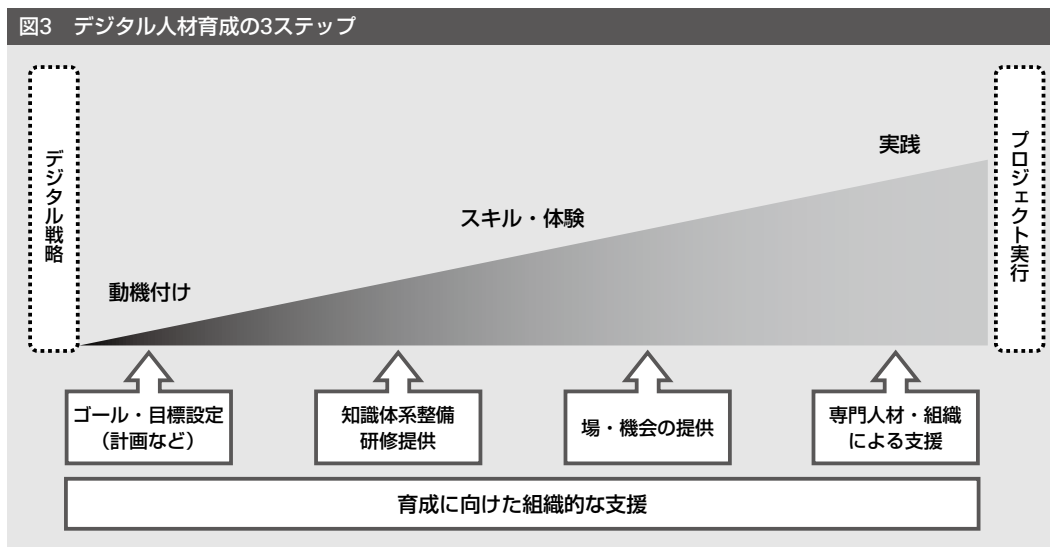 図3　デジタル人材育成の3ステップ
デジタル戦略
動機付け
スキル・体験
実践
プロジェクト実行
ゴール・目標設定
（計画など）
知識体系整備
研修提供
場・機会の提供
専門人材・組織
による支援
育成に向けた組織的な支援